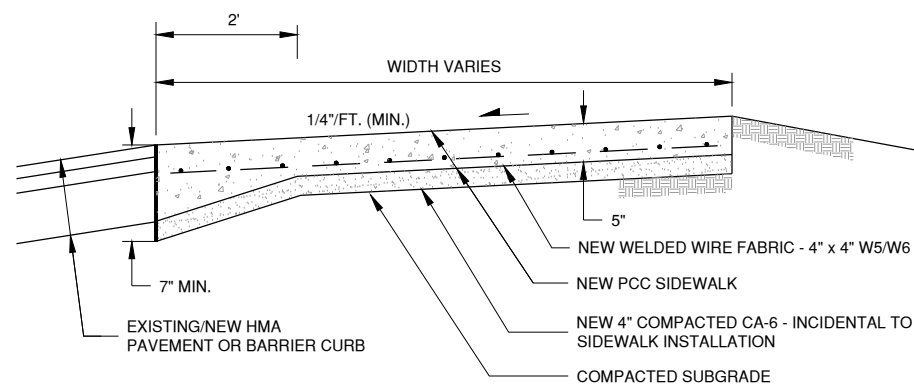 2'
WIDTH VARIES
1/4"/FT. (MIN.)
5"
NEW WELDED WIRE FABRIC - 4" x 4" W5/W6
7" MIN.
NEW PCC SIDEWALK
EXISTING/NEW HMA
PAVEMENT OR BARRIER CURB
NEW 4" COMPACTED CA-6 - INCIDENTAL TO
SIDEWALK INSTALLATION
COMPACTED SUBGRADE